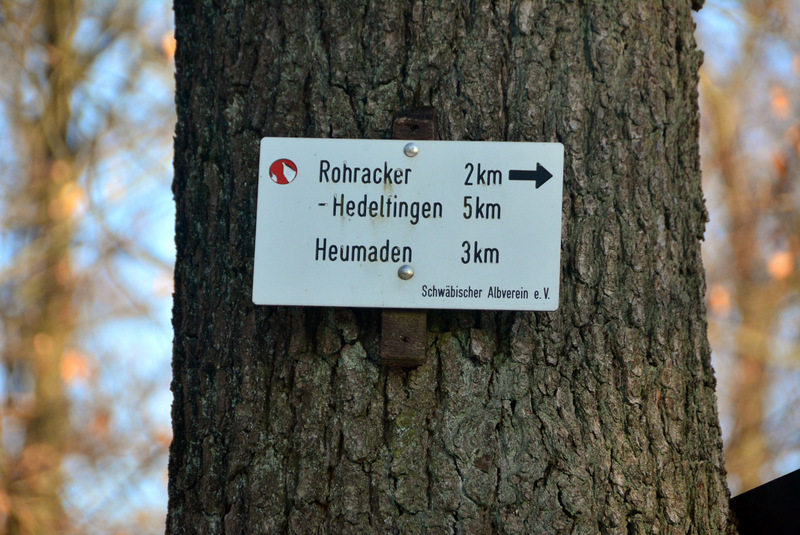 Rohracker 2km
- Hedelfingen 5km
Heumaden 3km
Schwäbischer Albverein e.V.